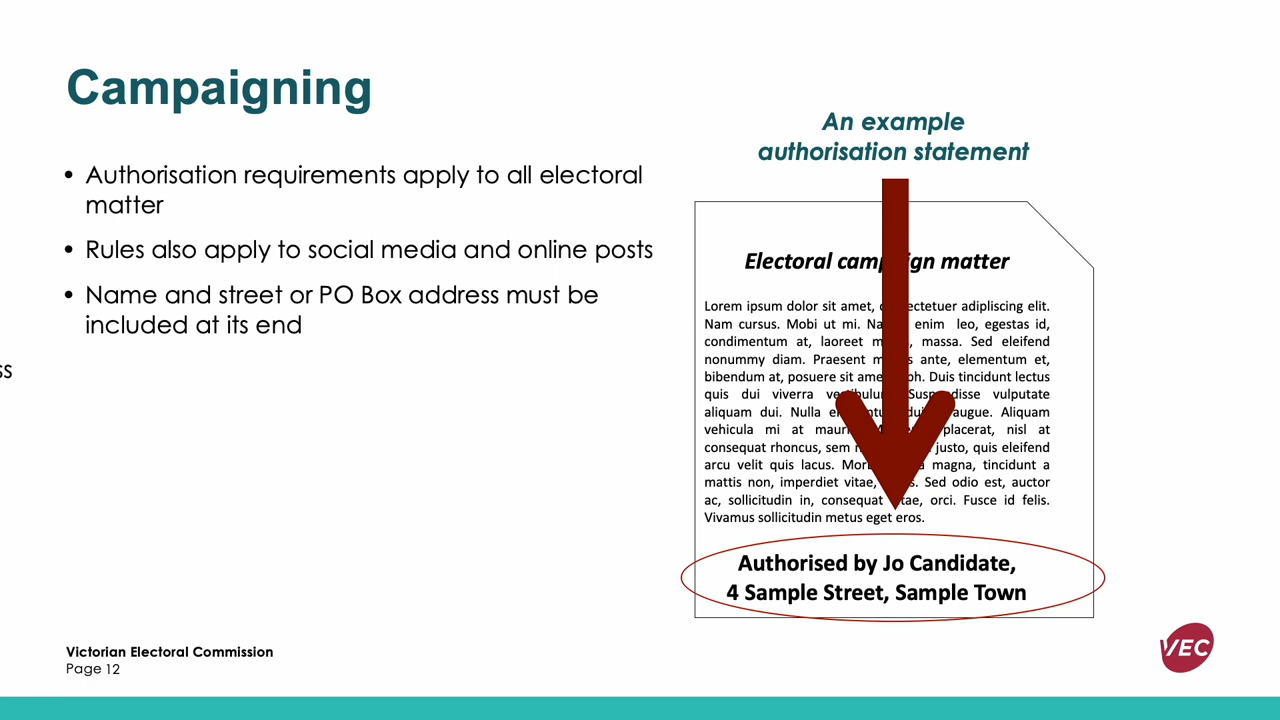 Campaigning
An example
authorisation statement
• Authorisation requirements apply to all electoral
matter
• Rules also apply to social media and online posts
• Name and street or PO Box address must be
included at its end
ss
Electoral matter
Lorem ipsum dolor sit amet, adipiscing elit.
Nam cursus. Mobi ut mi. enim leo, egestas id,
condimentum at, laoreet massa. Sed eleifend
nonummy diam. Praesent ante, elementum et,
bibendum at, posuere sit Duis tincidunt lectus
quis dui viverra vulputate
aliquam dui. Nulla augue. Aliquam
vehicula mi at placerat, nisl at
consequat rhoncus, sem justo, quis eleifend
arcu velit quis lacus. magna, tincidunt a
mattis non, imperdiet vitae, Sed odio est, auctor
ac, sollicitudin in, consequat orci. Fusce id felis.
Vivamus sollicitudin metus eget eros.
Authorised by Jo Candidate,
4 Sample Street, Sample Town
Victorian Electoral Commission
Page 12
VEC